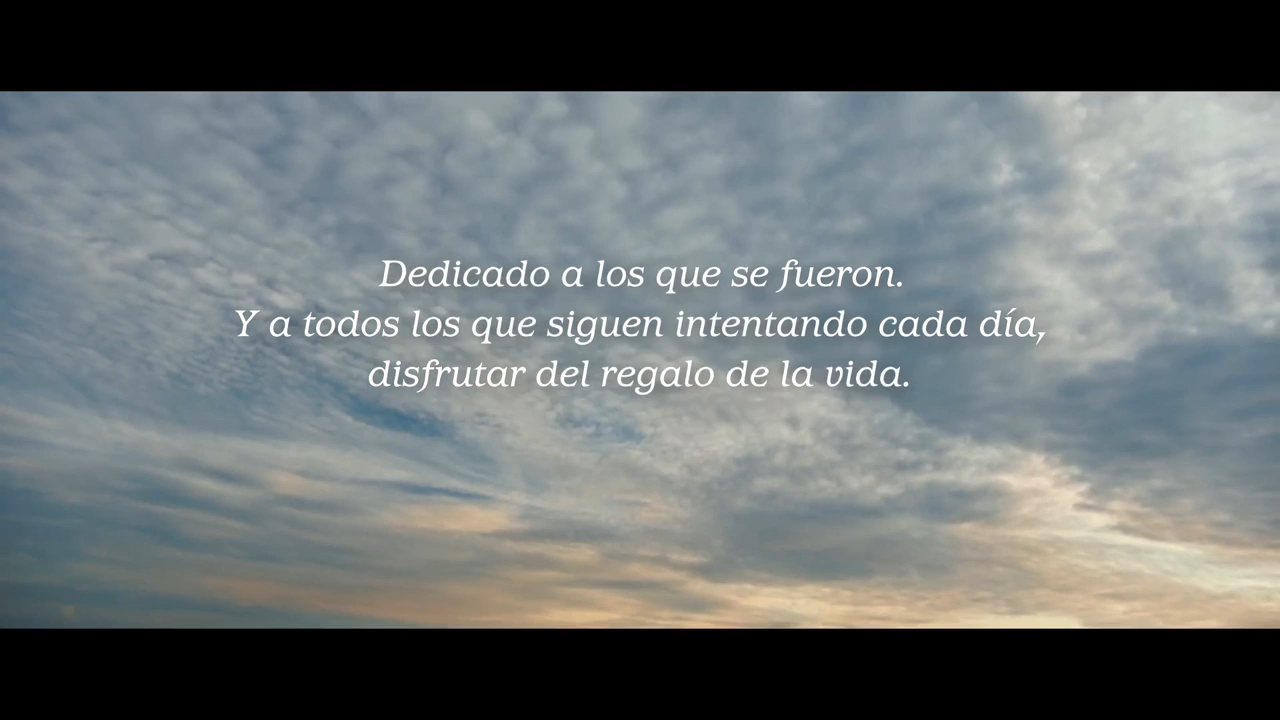 Dedicado a los que se fueron.
Y a todos los que siguen intentando cada día,
disfrutar del regalo de la vida.